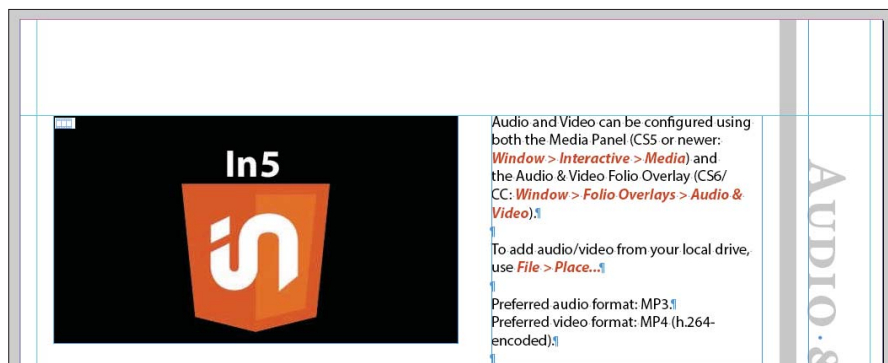 In5
Audio and Video can be configured using
both the Media Panel (CS5 or newer:
Window > Interactive > Media) and
the Audio & Video Folio Overlay (CS6/
CC: Window > Folio Overlays > Audio &
Video).¶
¶
To add audio/video from your local drive,
use File > Place...¶
¶
Preferred audio format: MP3.¶
Preferred video format: MP4 (h.264-
encoded).¶
¶
AUDIO · &